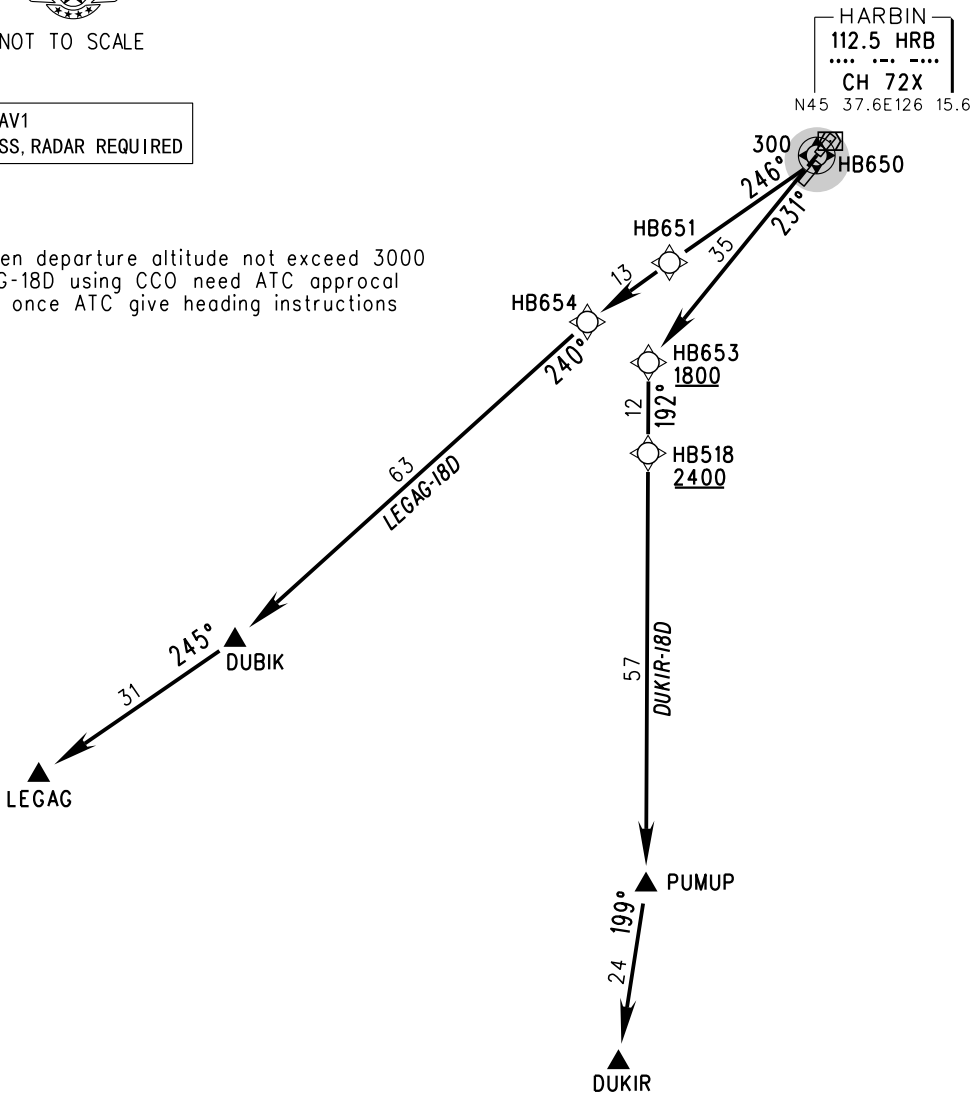 HARBIN
112.5 HRB
CH 72X
N45 37.6E126 15.6
NOT TO SCALE
AV1
SS, RADAR REQUIRED
300
HB650
246°
231°
HB651
35
13
en departure altitude not exceed 3000
G-18D using CCO need ATC approcal
once ATC give heading instructions
HB654
240°
HB653
1800
12
192°
HB518
2400
63
LEGAG-18D
57
DUKIR-18D
245°
DUBIK
31
LEGAG
PUMUP
199°
24
DUKIR